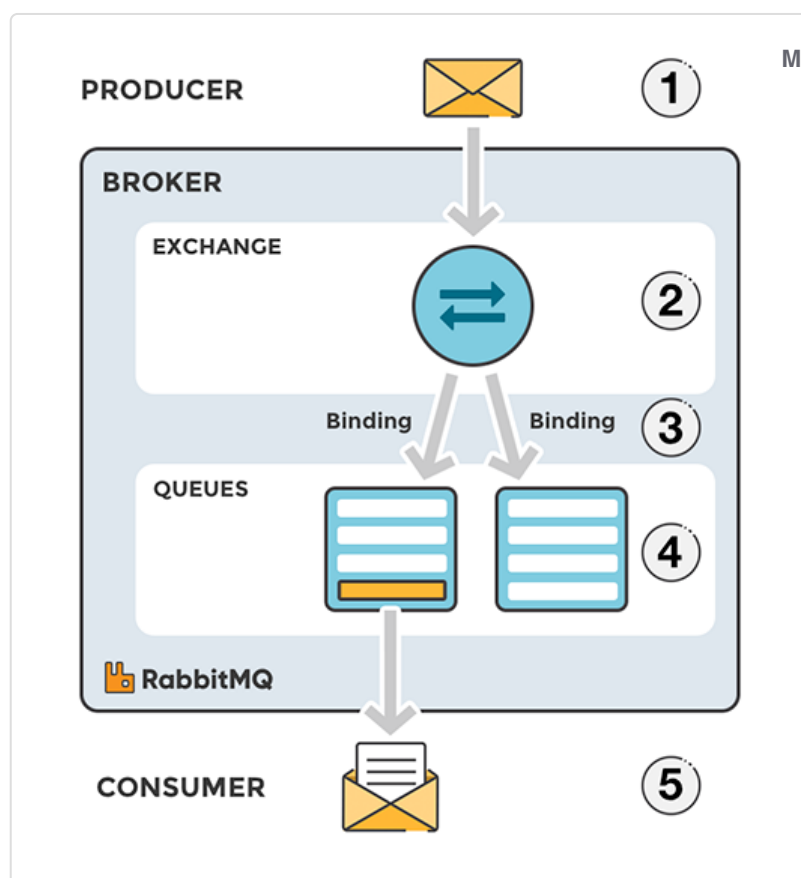 M
PRODUCER
1
BROKER
EXCHANGE
2
Binding Binding
3
QUEUES
4
RabbitMQ
CONSUMER
5